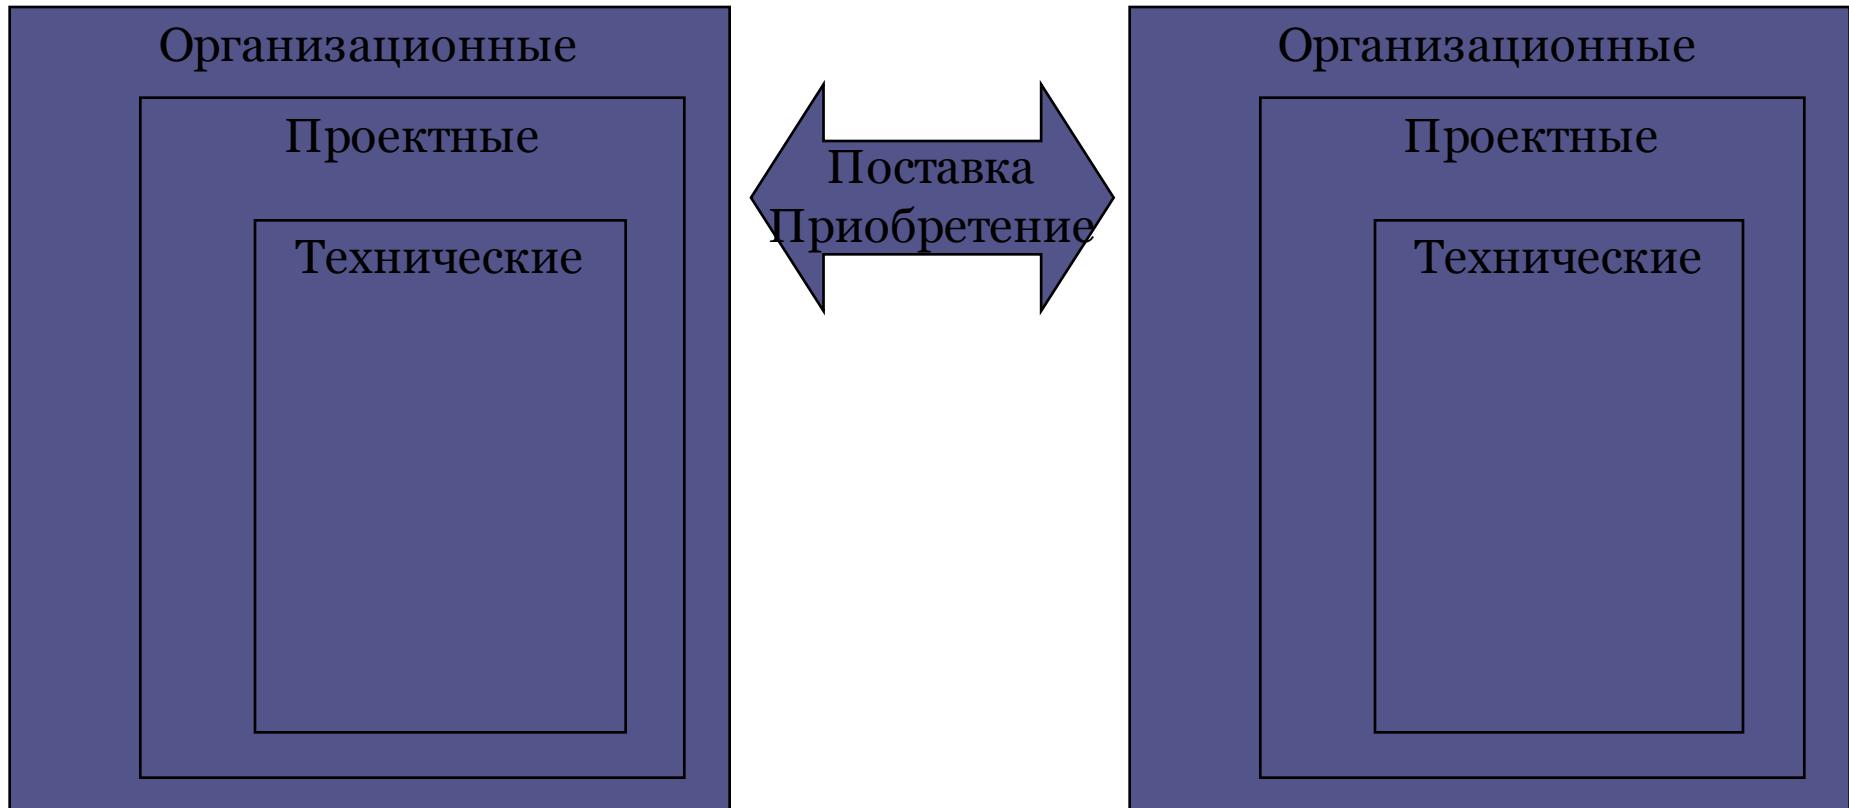 Организационные
Проектные
Технические
Поставка
Приобретение
Организационные
Проектные
Технические